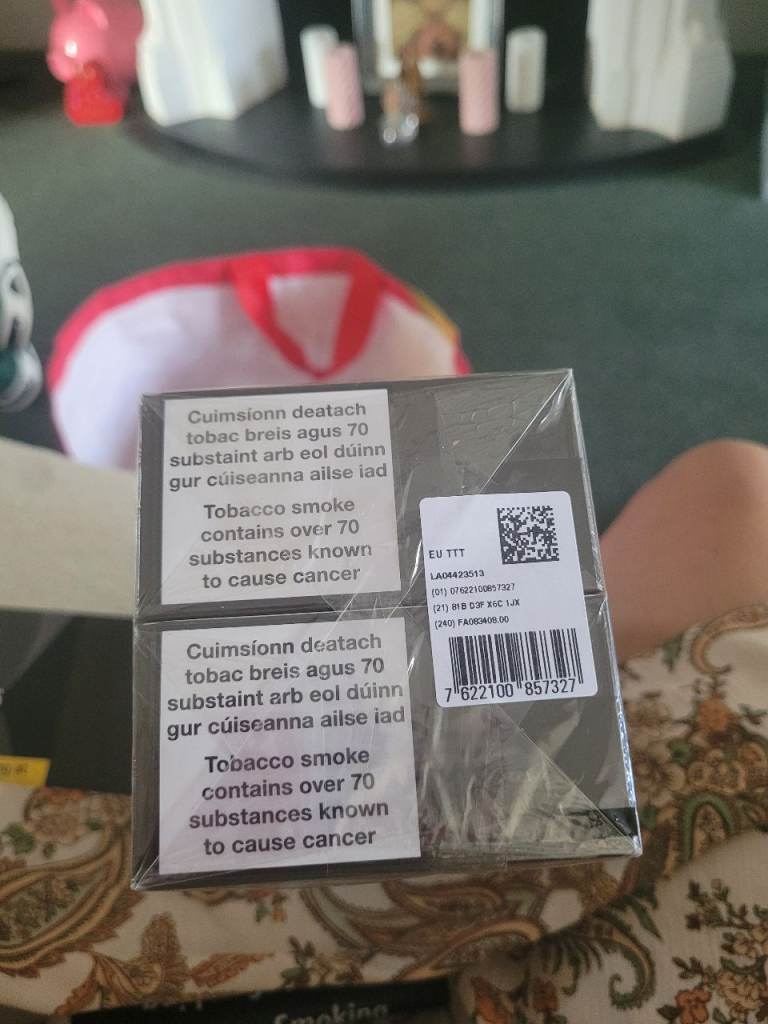 Cuimsíonn deatach
tobac breis agus 70
substaint arb eol dúinn
gur cúiseanna ailse iad
Tobacco smoke
contains over 70
substances known
to cause cancer
EU TTT
LA04423513
(01) 07622100857327
(21) 81B D3F X6C 1JX
(240) FA083408.00
7 622100 857327
Cuimsíonn deatach
tobac breis agus 70
substaint arb eol dúinn
gur cúiseanna ailse iad
Tobacco smoke
contains over 70
substances known
to cause cancer
Smoking